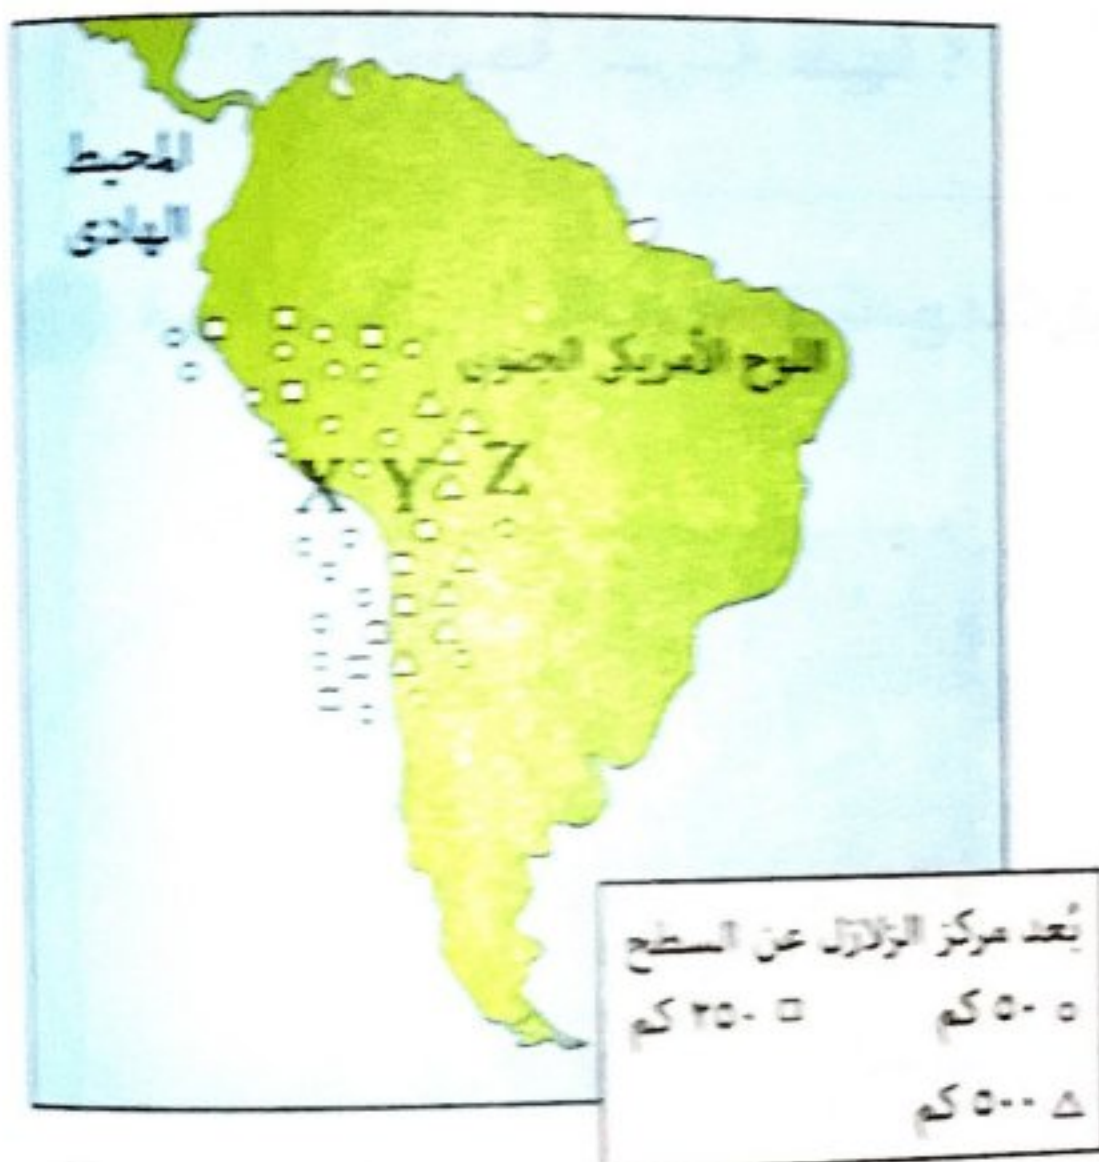 المحيط
الهادي
اللوح الأمريكي الجنوبي
X Y Z
بُعد مركز الزلازل عن السطح
○ ٥٠ كم □ ٢٥٠ كم
△ ٥٠٠ كم